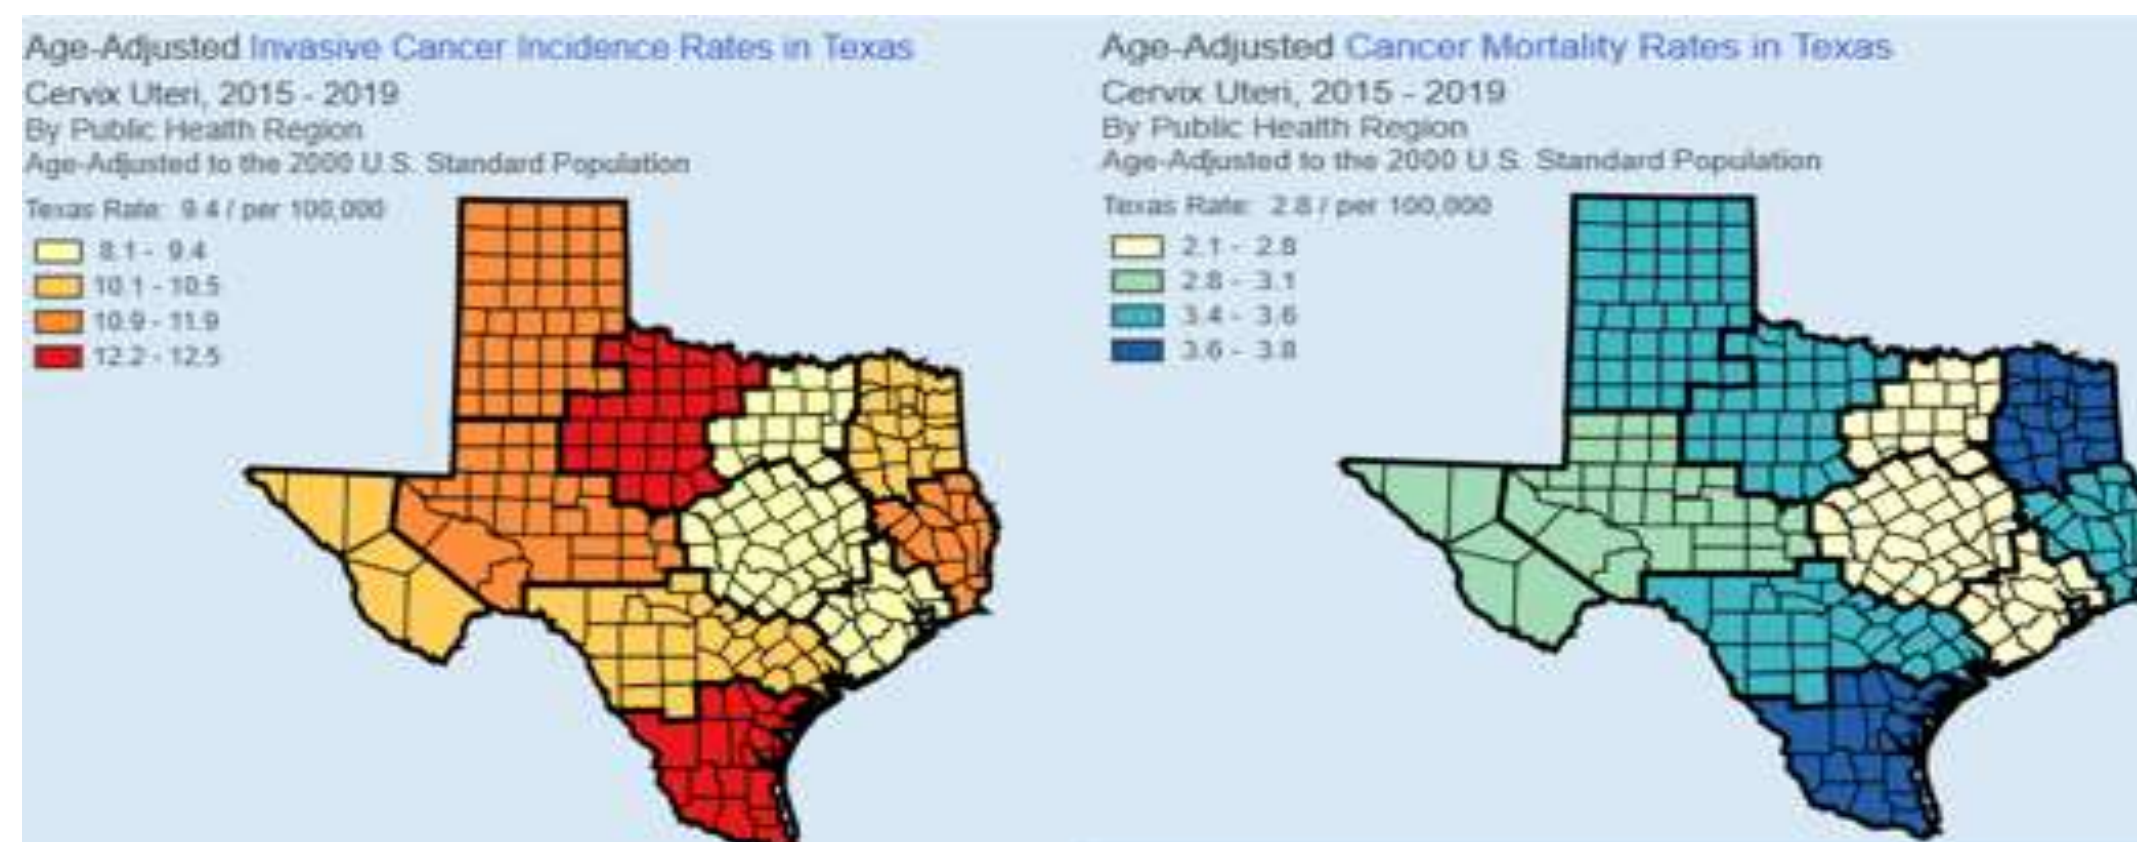 Age-Adjusted Invasive Cancer Incidence Rates in Texas
Cervix Uteri, 2015 - 2019
By Public Health Region
Age-Adjusted to the 2000 U.S. Standard Population
Texas Rate: 9.4 / per 100,000
8.1 - 9.4
10.1 - 10.5
10.9 - 11.9
12.2 - 12.5
Age-Adjusted Cancer Mortality Rates in Texas
Cervix Uteri, 2015 - 2019
By Public Health Region
Age-Adjusted to the 2000 U.S. Standard Population
Texas Rate: 2.8 / per 100,000
2.1 - 2.8
2.8 - 3.1
3.4 - 3.6
3.6 - 3.8